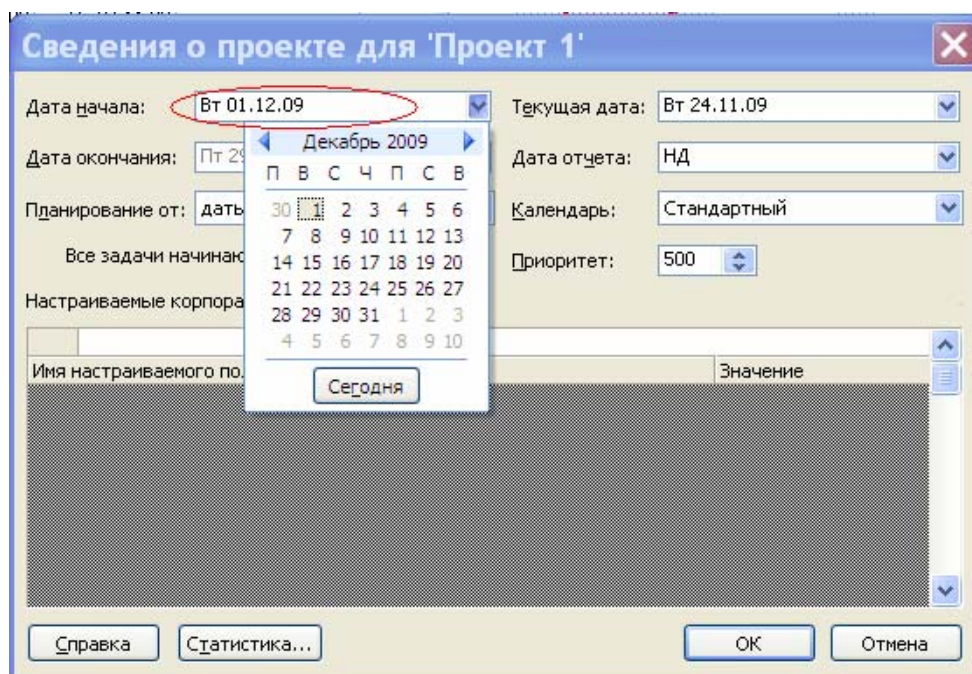 Сведения о проекте для 'Проект 1'
Дата начала: Вт 01.12.09 Текущая дата: Вт 24.11.09
Декабрь 2009
Дата окончания: Пт 29 Дата отчета: НД
П В С Ч П С В
Планирование от: даты 30 1 2 3 4 5 6 Календарь: Стандартный
7 8 9 10 11 12 13
Все задачи начинаю 14 15 16 17 18 19 20 Приоритет: 500
21 22 23 24 25 26 27
Настраиваемые корпора
28 29 30 31 1 2 3
4 5 6 7 8 9 10
Имя настраиваемого по. Значение
Сегодня
Справка Статистика... ОК Отмена